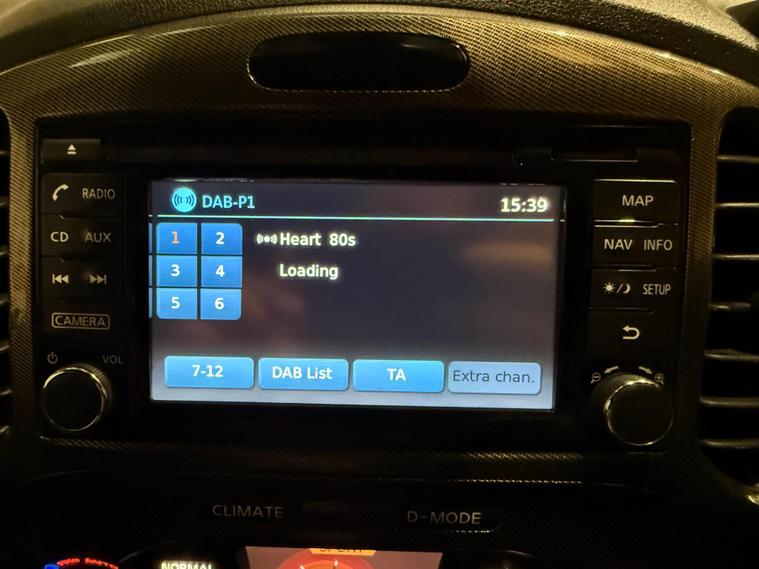 DAB-P1 15:39
1 2 Heart 80s
3 4 Loading
5 6
7-12 DAB List TA Extra chan.
RADIO
CD AUX
CAMERA
VOL
MAP
NAV INFO
SETUP
CLIMATE D-MODE
NORMAL SPORT